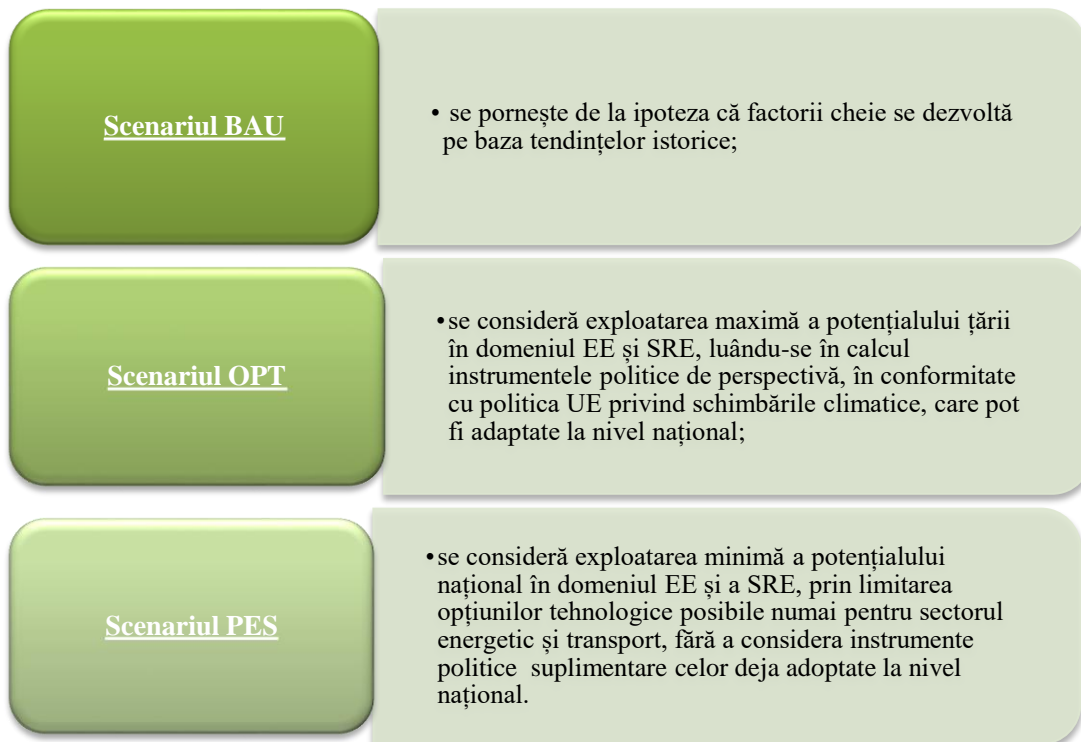 Scenariul BAU
• se pornește de la ipoteza că factorii cheie se dezvoltă
pe baza tendințelor istorice;
Scenariul OPT
•se consideră exploatarea maximă a potențialului țării
în domeniul EE și SRE, luându-se în calcul
instrumentele politice de perspectivă, în conformitate
cu politica UE privind schimbările climatice, care pot
fi adaptate la nivel național;
Scenariul PES
•se consideră exploatarea minimă a potențialului
național în domeniul EE și a SRE, prin limitarea
opțiunilor tehnologice posibile numai pentru sectorul
energetic și transport, fără a considera instrumente
politice suplimentare celor deja adoptate la nivel
național.